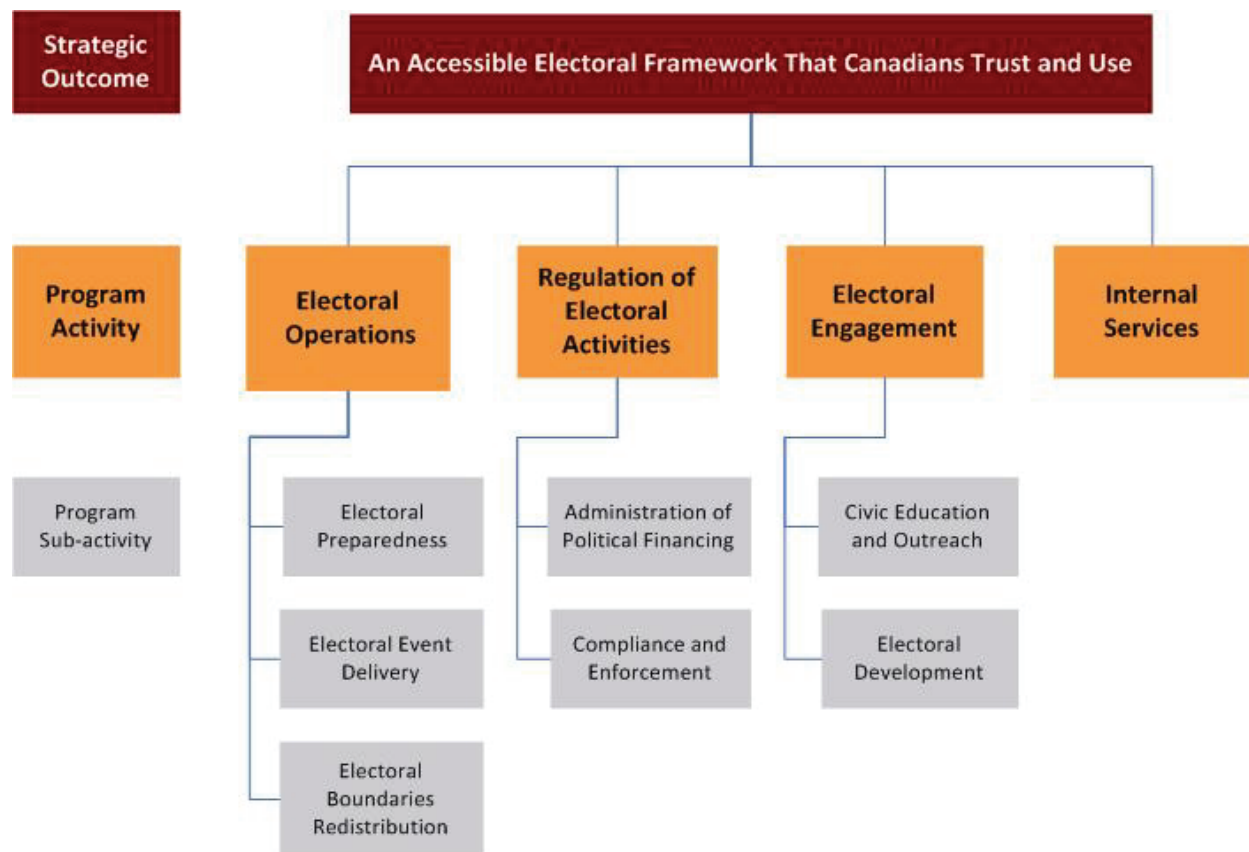 Strategic
Outcome
An Accessible Electoral Framework That Canadians Trust and Use
Program
Activity
Electoral
Operations
Regulation of
Electoral
Activities
Electoral
Engagement
Internal
Services
Program
Sub-activity
Electoral
Preparedness
Administration of
Political Financing
Civic Education
and Outreach
Electoral Event
Delivery
Compliance and
Enforcement
Electoral
Development
Electoral
Boundaries
Redistribution